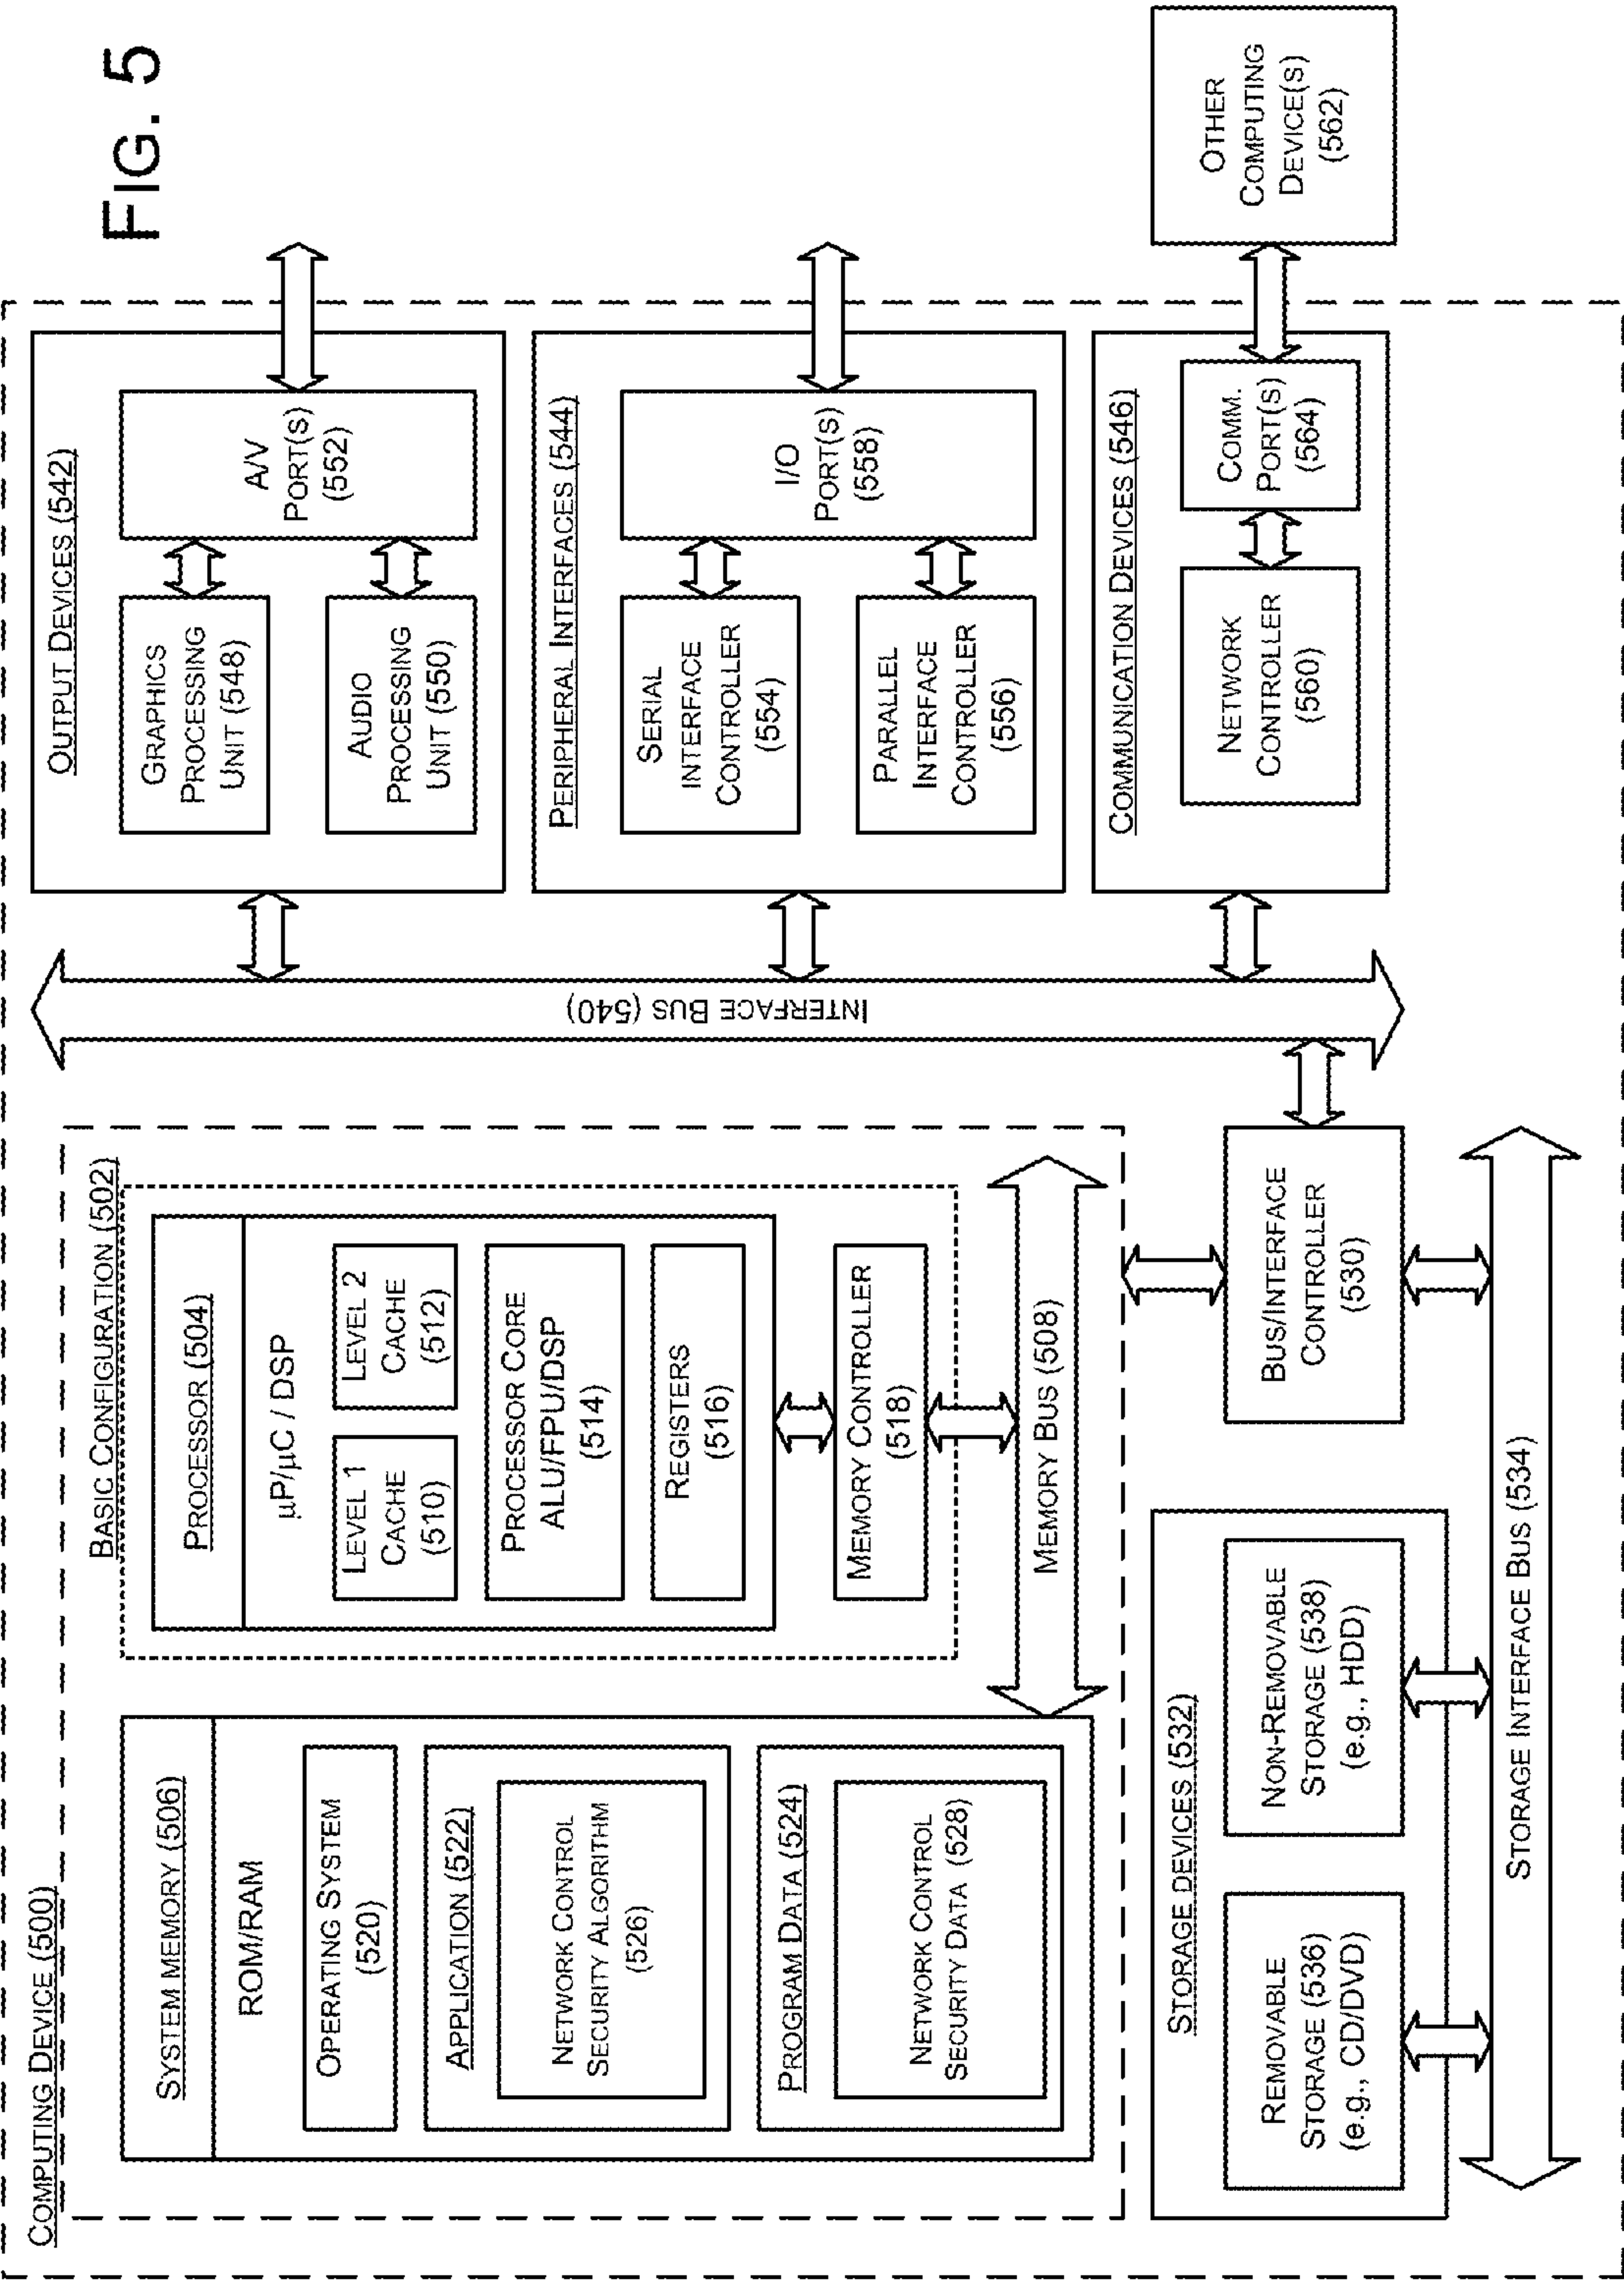 COMPUTING DEVICE (500)
BASIC CONFIGURATION (502)
SYSTEM MEMORY (506)
ROM/RAM
OPERATING SYSTEM
(520)
APPLICATION (522)
NETWORK CONTROL
SECURITY ALGORITHM
(526)
PROGRAM DATA (524)
NETWORK CONTROL
SECURITY DATA (528)
PROCESSOR (504)
µP/µC / DSP
LEVEL 1
CACHE
(510)
LEVEL 2
CACHE
(512)
PROCESSOR CORE
ALU/FPU/DSP
(514)
REGISTERS
(516)
MEMORY CONTROLLER
(518)
MEMORY BUS (508)
STORAGE DEVICES (532)
REMOVABLE
STORAGE (536)
(e.g., CD/DVD)
NON-REMOVABLE
STORAGE (538)
(e.g., HDD)
BUS/INTERFACE
CONTROLLER
(530)
STORAGE INTERFACE BUS (534)
INTERFACE BUS (540)
OUTPUT DEVICES (542)
GRAPHICS
PROCESSING
UNIT (548)
AUDIO
PROCESSING
UNIT (550)
A/V
PORT(S)
(552)
PERIPHERAL INTERFACES (544)
SERIAL
INTERFACE
CONTROLLER
(554)
PARALLEL
INTERFACE
CONTROLLER
(556)
I/O
PORT(S)
(558)
COMMUNICATION DEVICES (546)
NETWORK
CONTROLLER
(560)
COMM.
PORT(S)
(564)
OTHER
COMPUTING
DEVICE(S)
(562)
FIG. 5